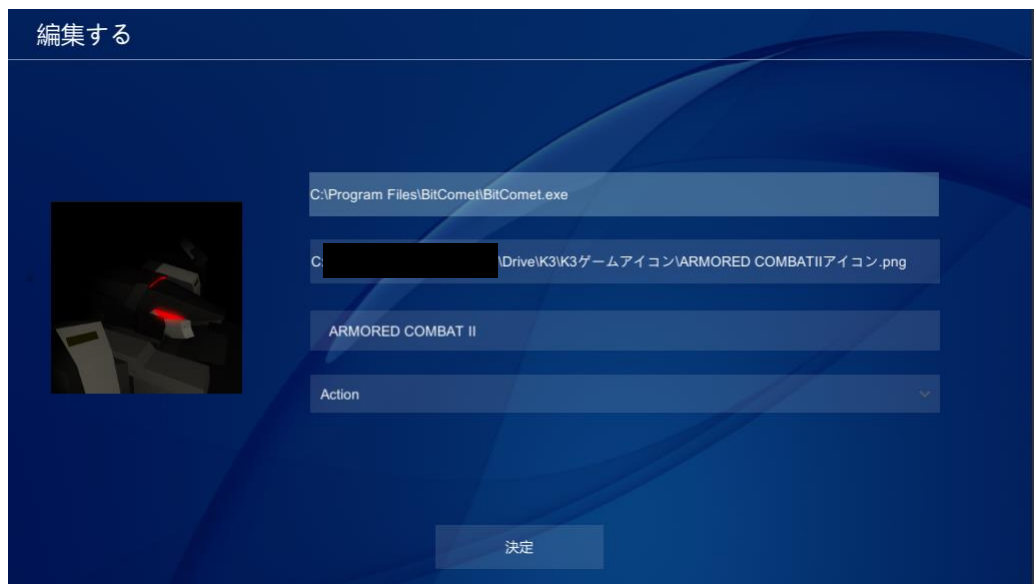 編集する
C:\Program Files\BitComet\BitComet.exe
C:\Drive\K3\K3ゲームアイコン\ARMORED COMBATIIアイコン.png
ARMORED COMBAT II
Action
決定